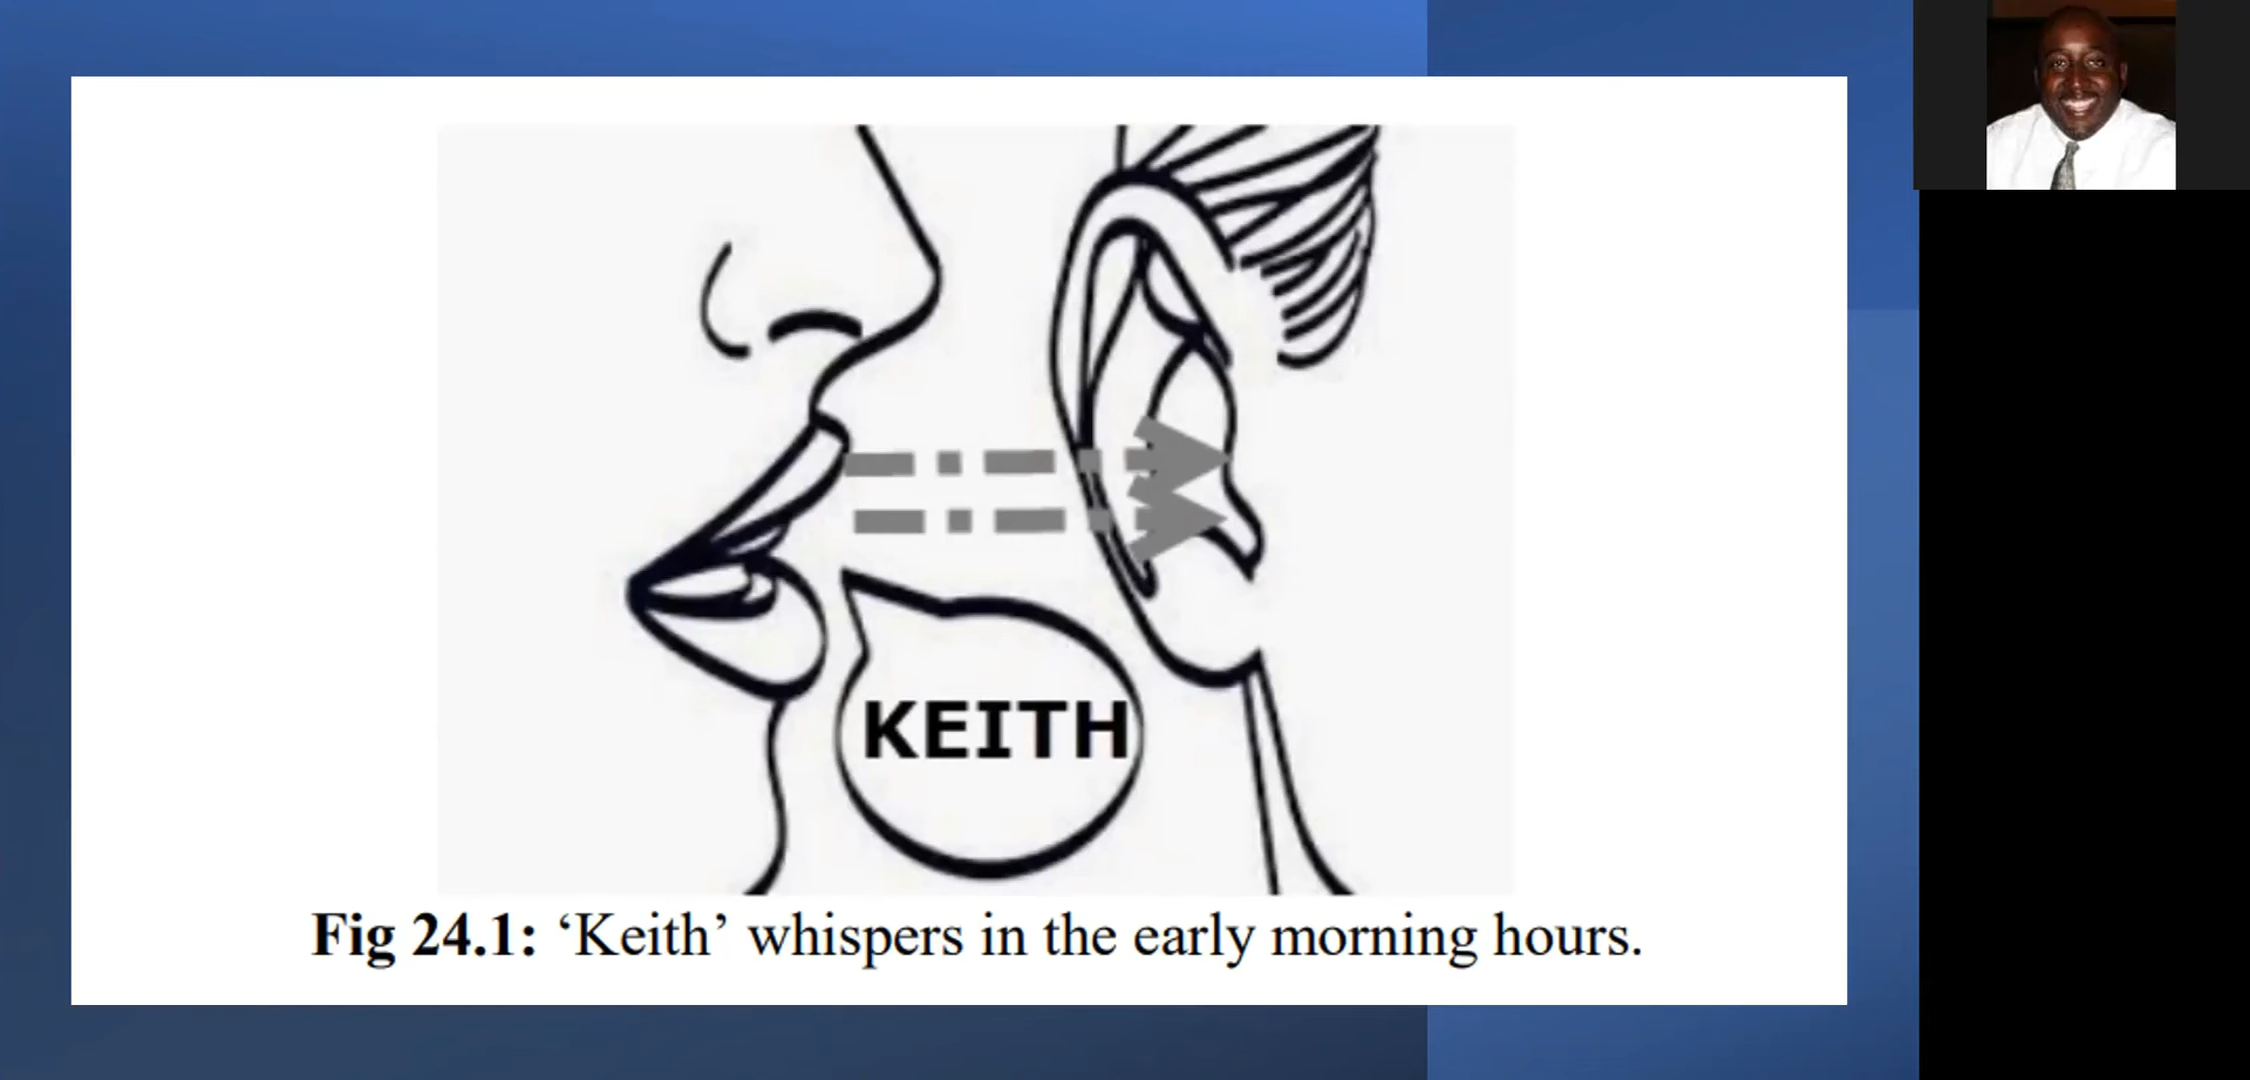 KEITH
Fig 24.1: ‘Keith’ whispers in the early morning hours.